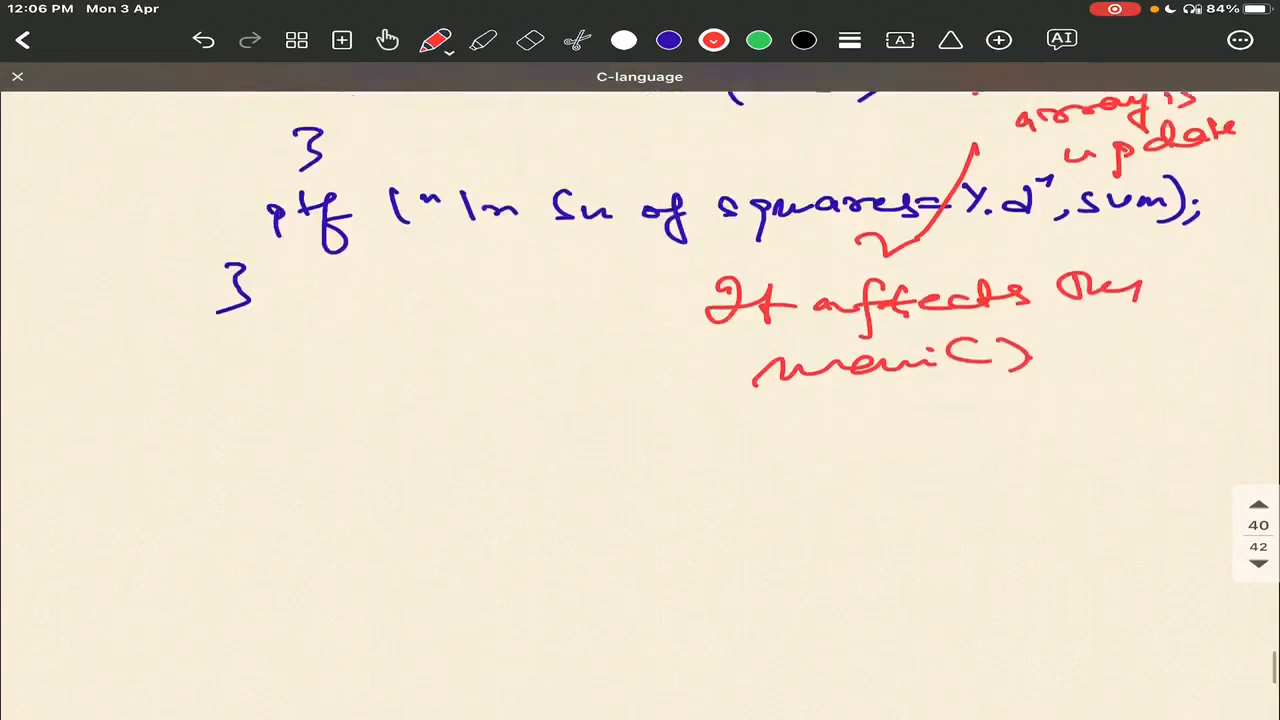 12:06 PM Mon 3 Apr 84%
AI
C-language
array is
update
}
ptf ("\n Su of squares=%d", sum);
}
It affects the
main()
40
42